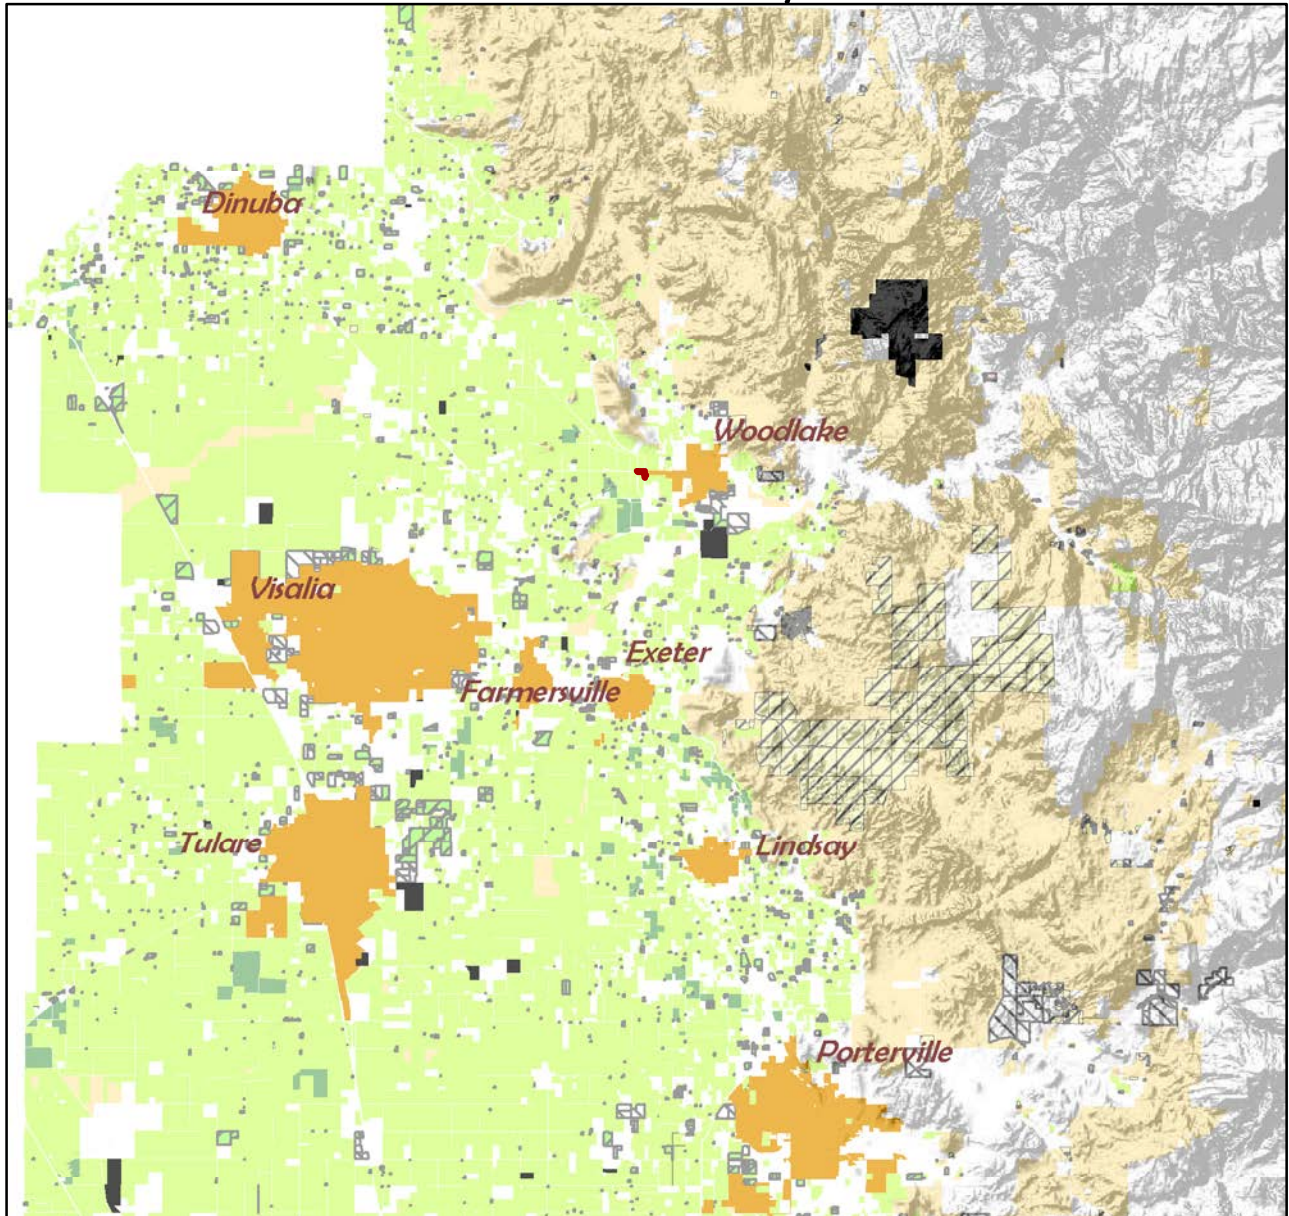 Dinuba
Woodlake
Visalia
Exeter
Farmersville
Tulare
Lindsay
Porterville